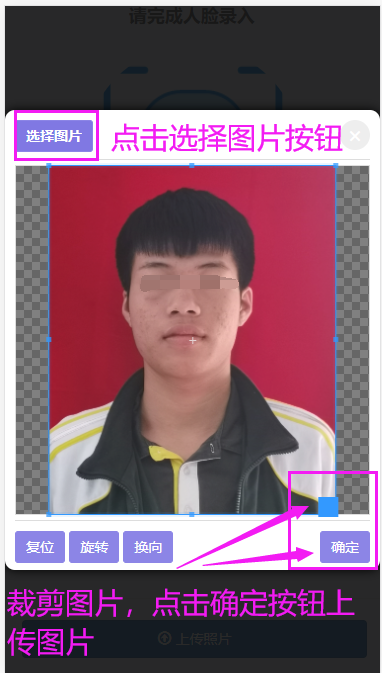 请完成人脸录入
选择图片
点击选择图片按钮
复位
旋转
换向
确定
裁剪图片，点击确定按钮上
传图片
上传照片